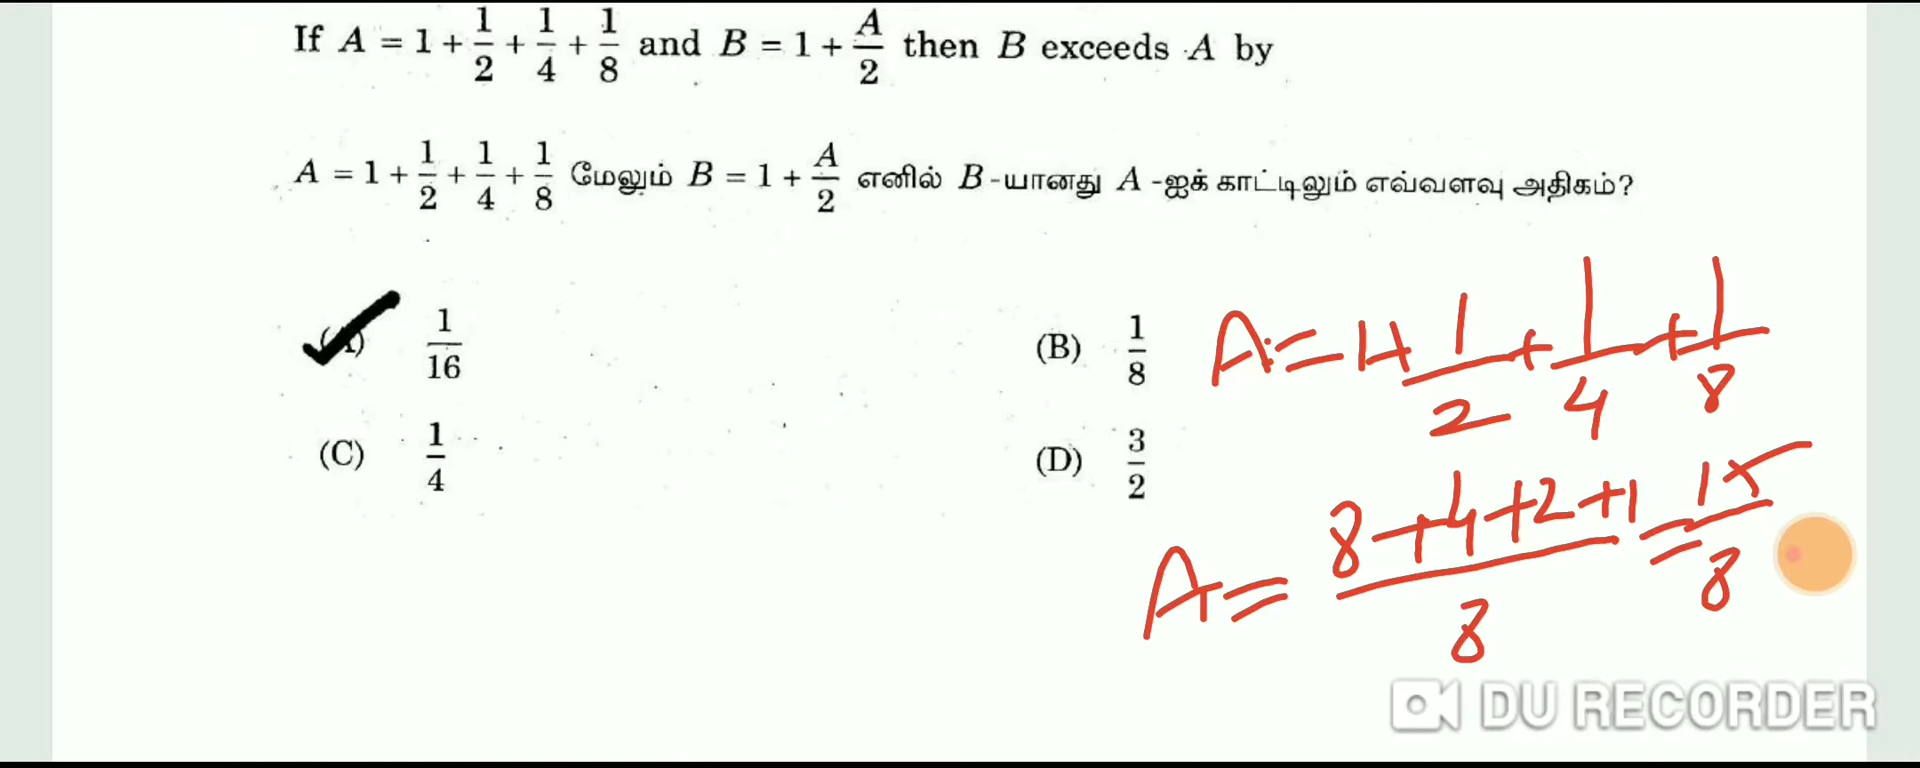 If A = 1 + 1/2 + 1/4 + 1/8 and B = 1 + A/2 then B exceeds A by
A = 1 + 1/2 + 1/4 + 1/8 மேலும் B = 1 + A/2 எனில் B -யானது A -ஐக் காட்டிலும் எவ்வளவு அதிகம்?
(A) 1/16
(B) 1/8
(C) 1/4
(D) 3/2
A = 1 + 1/2 + 1/4 + 1/8
A = 8+4+2+1/8 = 15/8
DU RECORDER